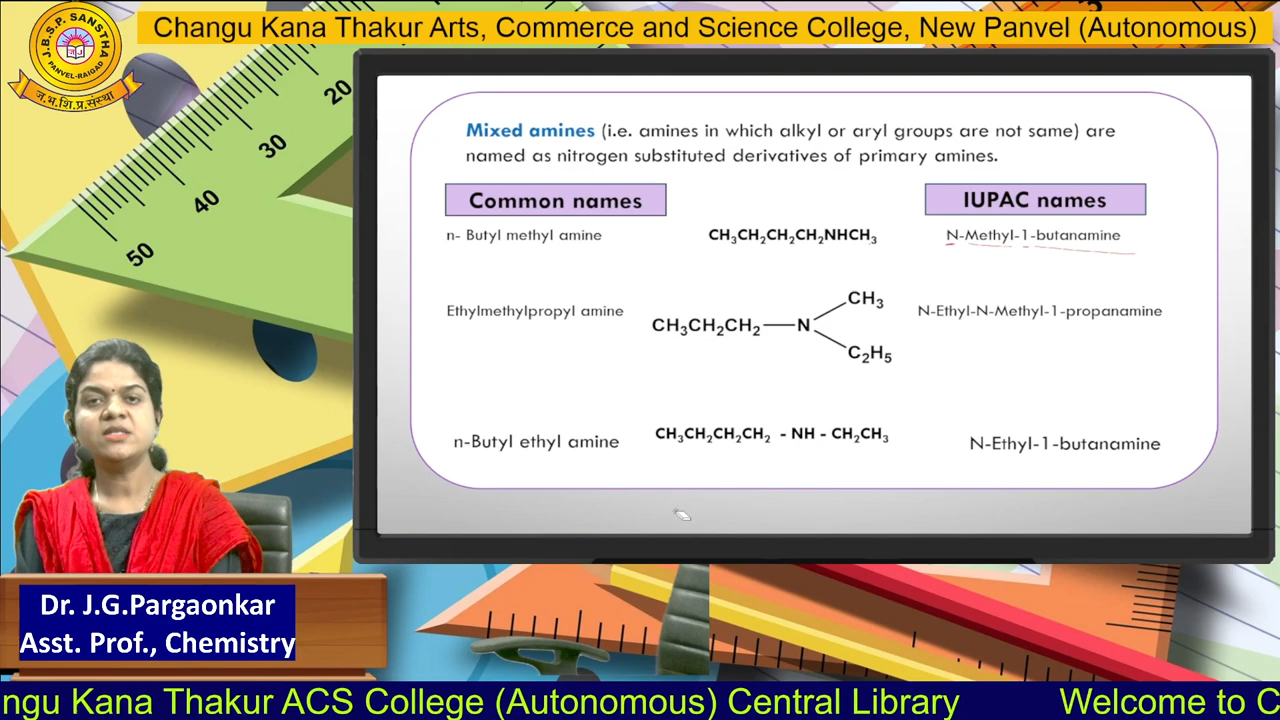 Changu Kana Thakur Arts, Commerce and Science College, New Panvel (Autonomous)
J.B.S.P. SANSTHA
PANVEL-RAIGAD
ज.भ.शि.प्र.संस्था
20
30
40
50
3
Mixed amines (i.e. amines in which alkyl or aryl groups are not same) are
named as nitrogen substituted derivatives of primary amines.
Common names
IUPAC names
n- Butyl methyl amine
CH₃CH₂CH₂CH₂NHCH₃
N-Methyl-1-butanamine
Ethylmethylpropyl amine
CH₃CH₂CH₂—N
CH₃
C₂H₅
N-Ethyl-N-Methyl-1-propanamine
n-Butyl ethyl amine
CH₃CH₂CH₂CH₂ - NH - CH₂CH₃
N-Ethyl-1-butanamine
Dr. J.G.Pargaonkar
Asst. Prof., Chemistry
ngu Kana Thakur ACS College (Autonomous) Central Library
Welcome to C